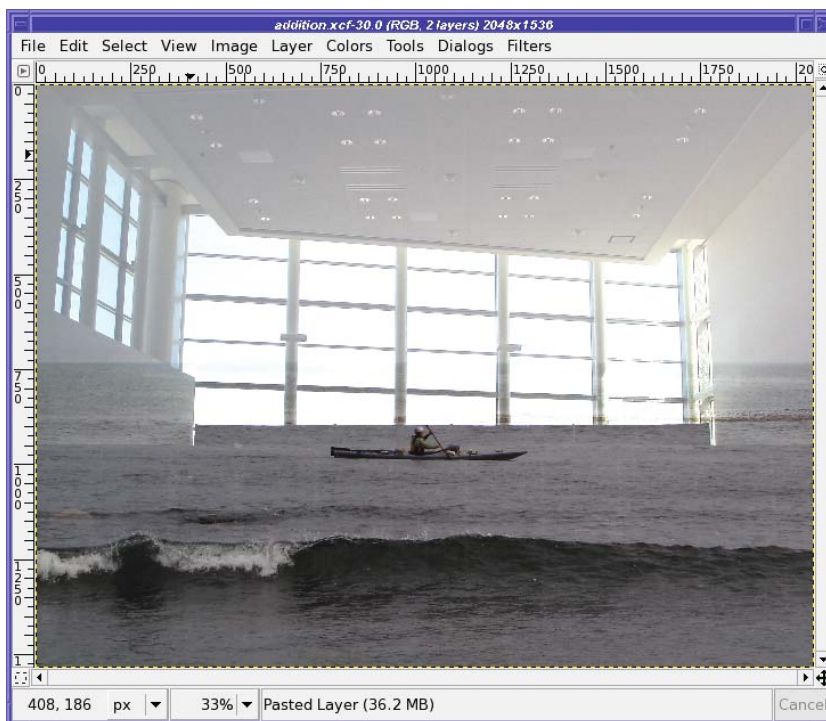 addition.xcf-30.0 (RGB, 2 layers) 2048x1536
File Edit Select View Image Layer Colors Tools Dialogs Filters
0 250 500 750 1000 1250 1500 1750 20
0
250
500
750
1000
1250
1
408, 186 px 33% Pasted Layer (36.2 MB) Cancel